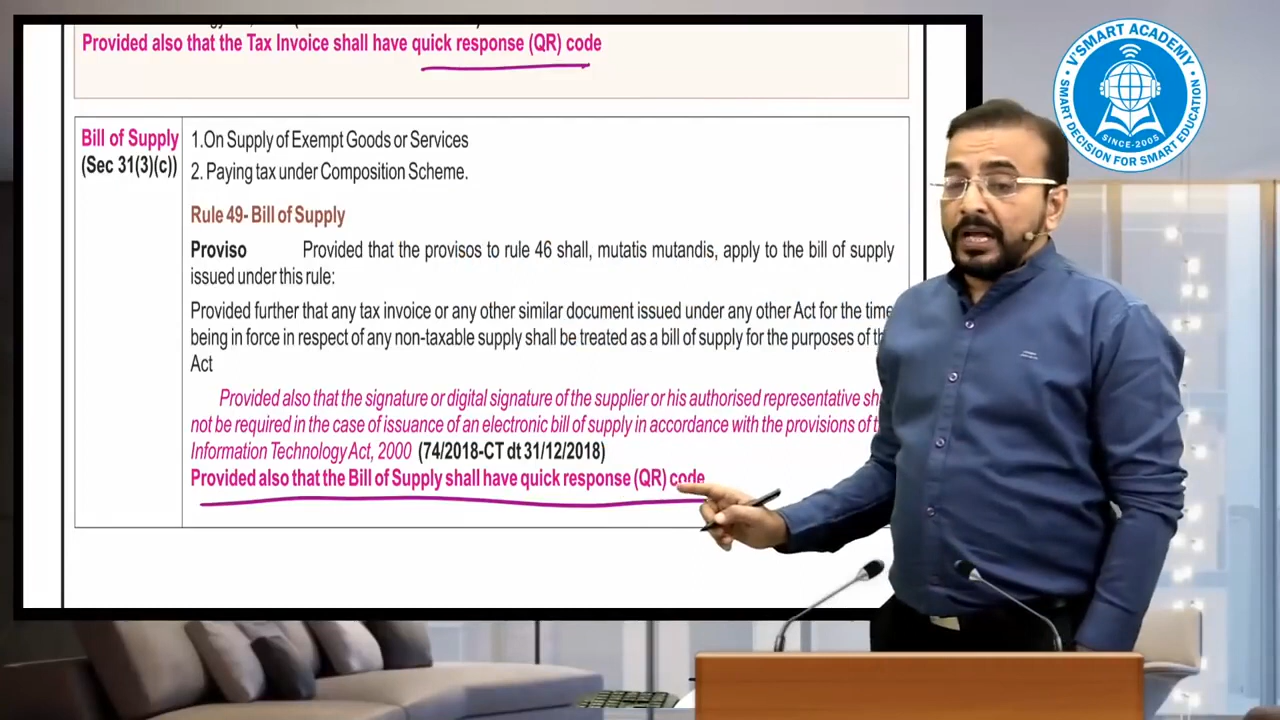 Provided also that the Tax Invoice shall have quick response (QR) code
Bill of Supply
(Sec 31(3)(c))
1.On Supply of Exempt Goods or Services
2. Paying tax under Composition Scheme.
Rule 49- Bill of Supply
Proviso Provided that the provisos to rule 46 shall, mutatis mutandis, apply to the bill of supply
issued under this rule:
Provided further that any tax invoice or any other similar document issued under any other Act for the time
being in force in respect of any non-taxable supply shall be treated as a bill of supply for the purposes of
Act
Provided also that the signature or digital signature of the supplier or his authorised representative
not be required in the case of issuance of an electronic bill of supply in accordance with the provisions of
Information Technology Act, 2000 (74/2018-CT dt 31/12/2018)
Provided also that the Bill of Supply shall have quick response (QR) code
V'SMART ACADEMY
SMART DECISION FOR SMART EDUCATION
SINCE-2005